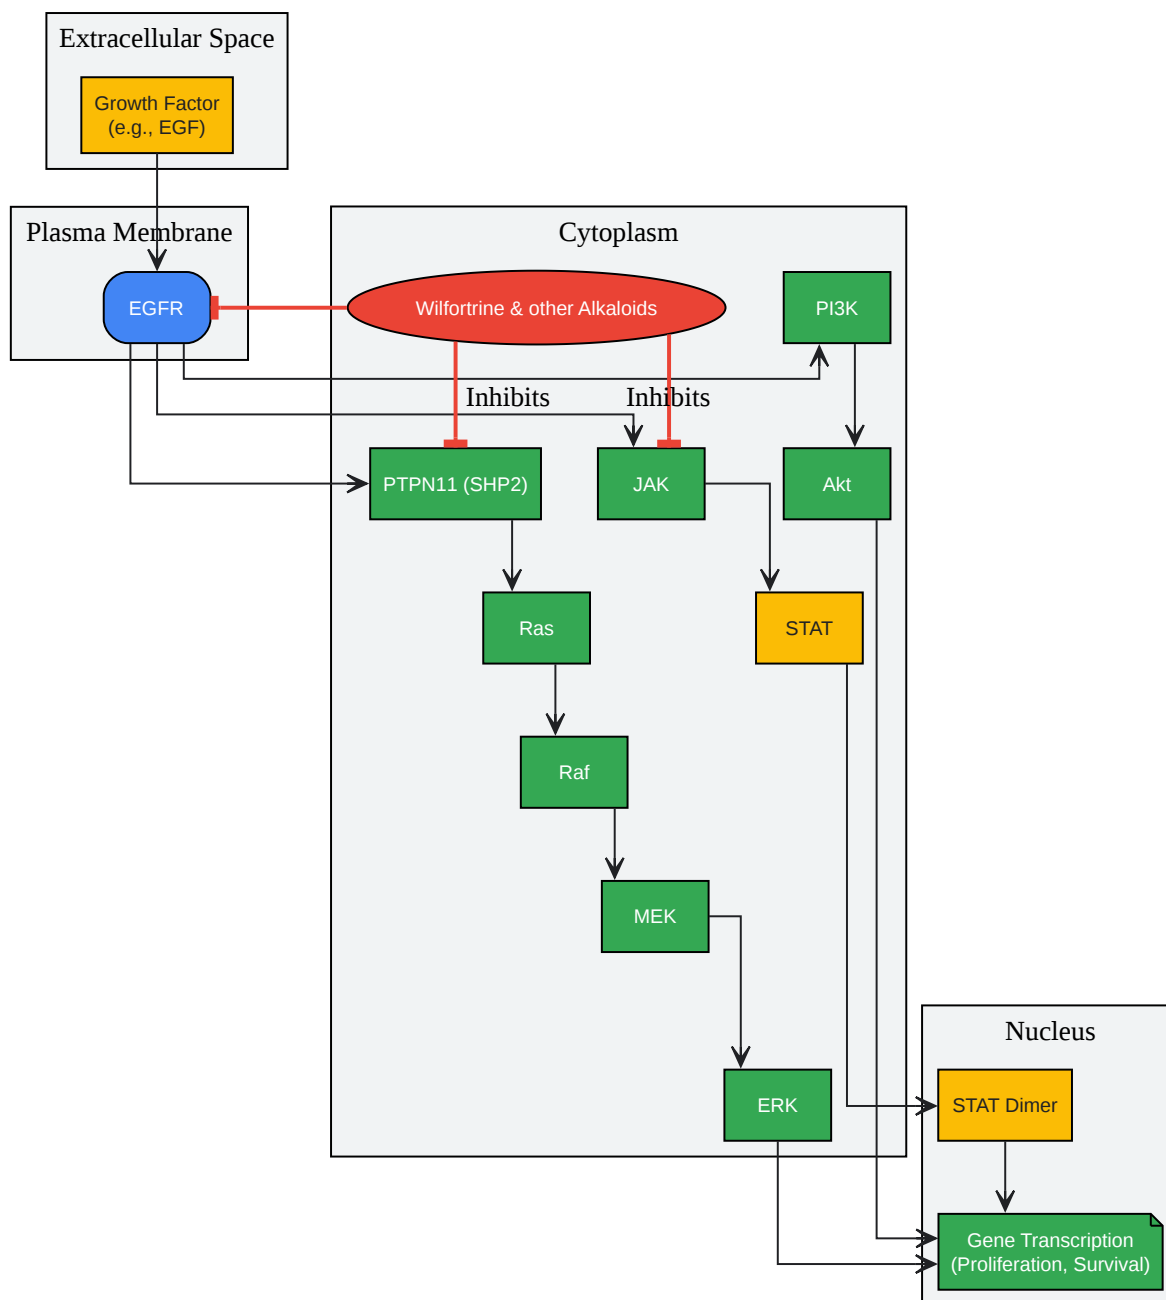 Extracellular Space
Growth Factor
(e.g., EGF)
Plasma Membrane
EGFR
Cytoplasm
Wilfortrine & other Alkaloids
PI3K
Inhibits
Inhibits
PTPN11 (SHP2)
JAK
Akt
Ras
STAT
Raf
MEK
ERK
Nucleus
STAT Dimer
Gene Transcription
(Proliferation, Survival)